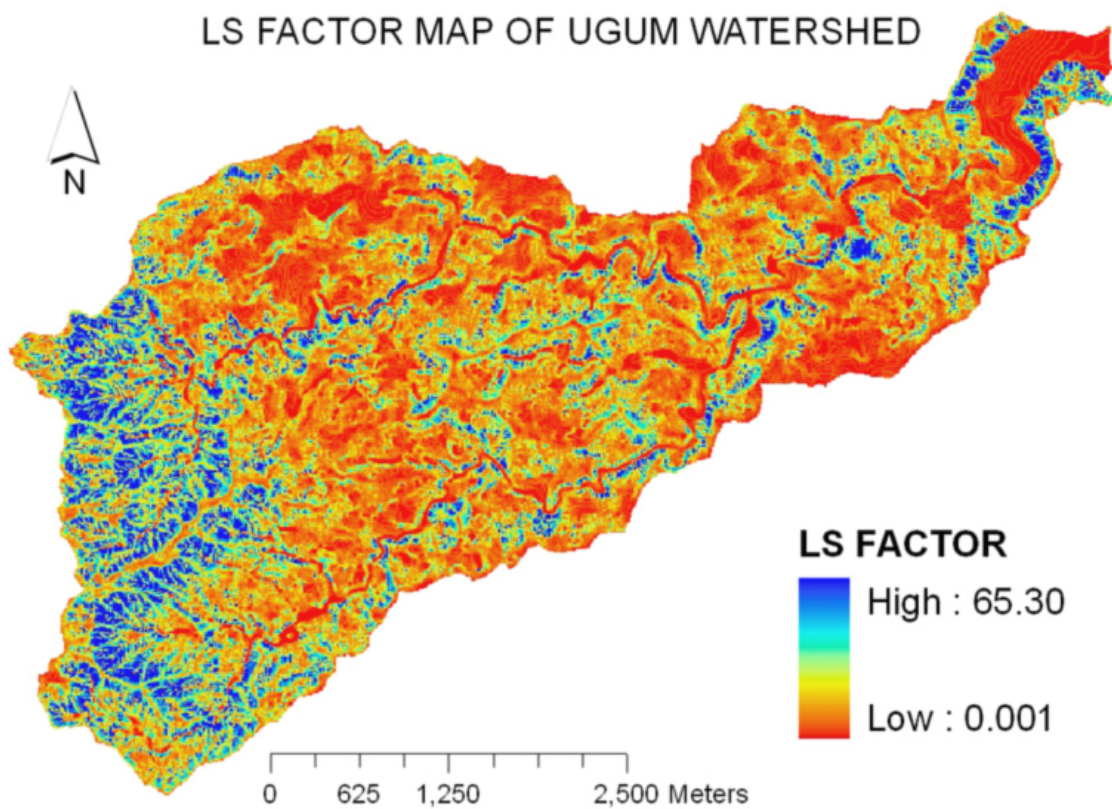 LS FACTOR MAP OF UGUM WATERSHED
N
LS FACTOR
High : 65.30
Low : 0.001
0 625 1,250 2,500 Meters